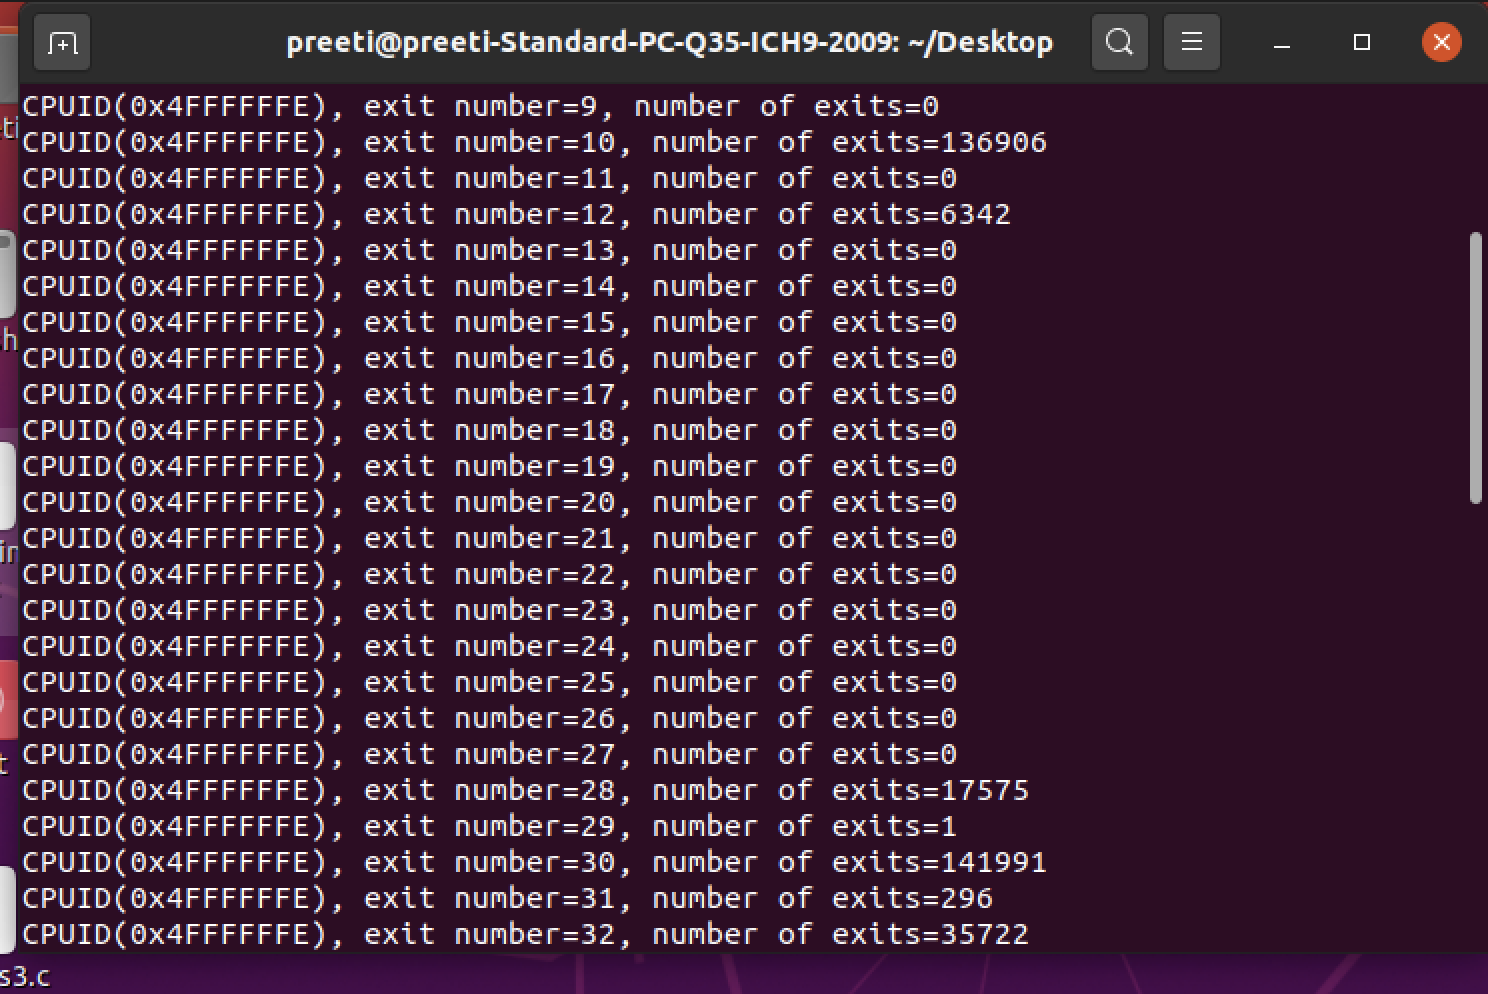 preeti@preeti-Standard-PC-Q35-ICH9-2009: ~/Desktop
CPUID(0x4FFFFFFE), exit number=9, number of exits=0
CPUID(0x4FFFFFFE), exit number=10, number of exits=136906
CPUID(0x4FFFFFFE), exit number=11, number of exits=0
CPUID(0x4FFFFFFE), exit number=12, number of exits=6342
CPUID(0x4FFFFFFE), exit number=13, number of exits=0
CPUID(0x4FFFFFFE), exit number=14, number of exits=0
CPUID(0x4FFFFFFE), exit number=15, number of exits=0
CPUID(0x4FFFFFFE), exit number=16, number of exits=0
CPUID(0x4FFFFFFE), exit number=17, number of exits=0
CPUID(0x4FFFFFFE), exit number=18, number of exits=0
CPUID(0x4FFFFFFE), exit number=19, number of exits=0
CPUID(0x4FFFFFFE), exit number=20, number of exits=0
CPUID(0x4FFFFFFE), exit number=21, number of exits=0
CPUID(0x4FFFFFFE), exit number=22, number of exits=0
CPUID(0x4FFFFFFE), exit number=23, number of exits=0
CPUID(0x4FFFFFFE), exit number=24, number of exits=0
CPUID(0x4FFFFFFE), exit number=25, number of exits=0
CPUID(0x4FFFFFFE), exit number=26, number of exits=0
CPUID(0x4FFFFFFE), exit number=27, number of exits=0
CPUID(0x4FFFFFFE), exit number=28, number of exits=17575
CPUID(0x4FFFFFFE), exit number=29, number of exits=1
CPUID(0x4FFFFFFE), exit number=30, number of exits=141991
CPUID(0x4FFFFFFE), exit number=31, number of exits=296
CPUID(0x4FFFFFFE), exit number=32, number of exits=35722
s3.c